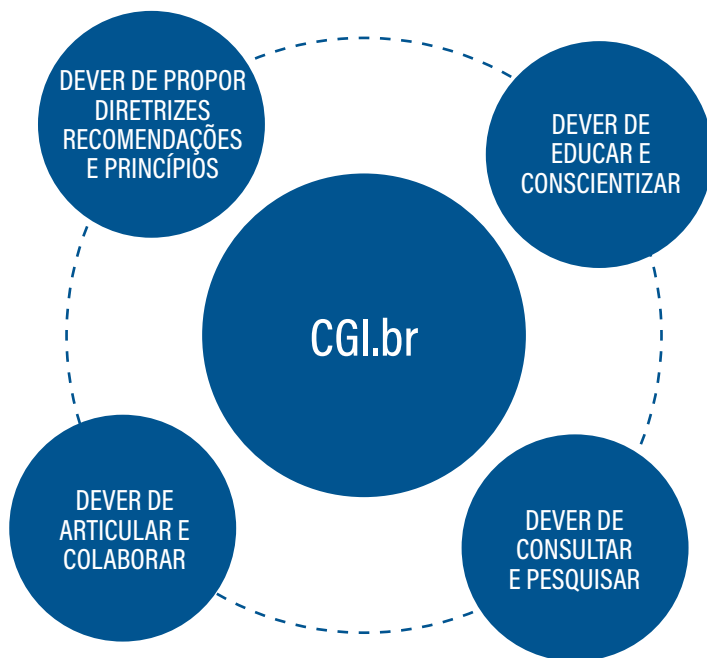 DEVER DE PROPOR
DIRETRIZES
RECOMENDAÇÕES
E PRINCÍPIOS
DEVER DE
EDUCAR E
CONSCIENTIZAR
CGI.br
DEVER DE
ARTICULAR E
COLABORAR
DEVER DE
CONSULTAR
E PESQUISAR